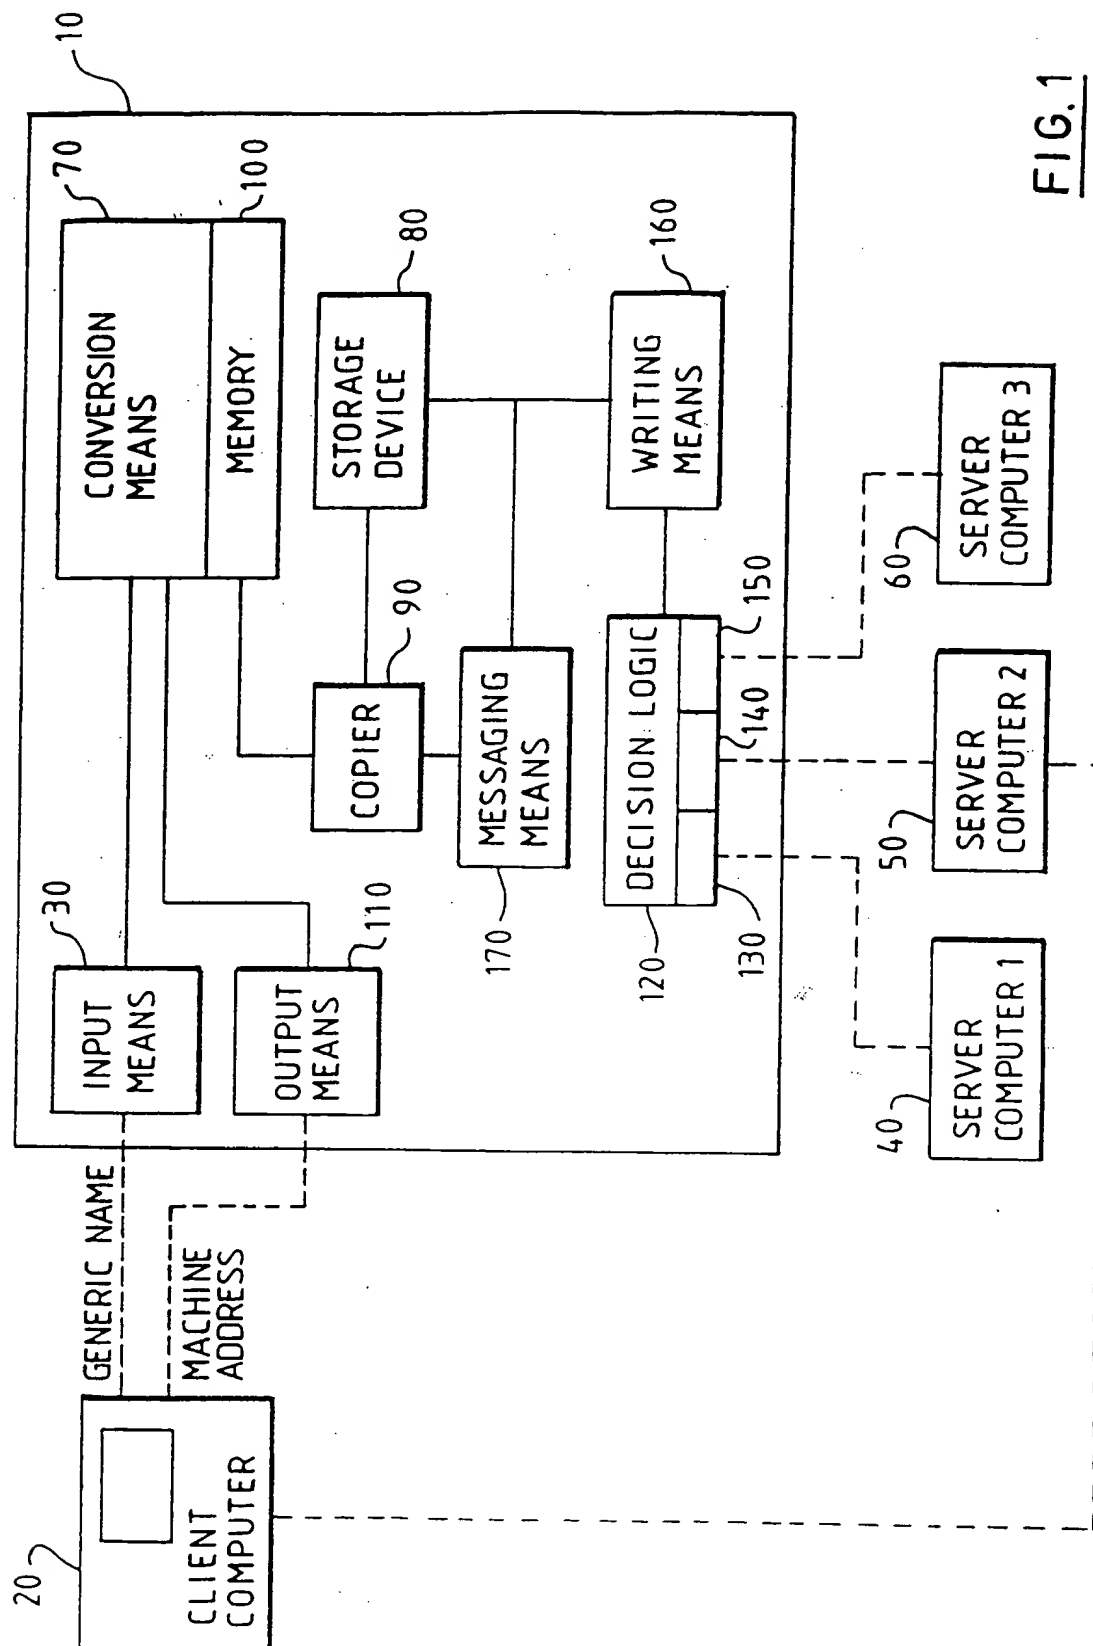 10
70
CONVERSION
MEANS
100
MEMORY
80
STORAGE
DEVICE
160
WRITING
MEANS
90
COPIER
MESSAGING
MEANS
170
DECISION LOGIC
120
130
140
150
30
INPUT
MEANS
110
OUTPUT
MEANS
GENERIC NAME
MACHINE
ADDRESS
20
CLIENT
COMPUTER
40
SERVER
COMPUTER 1
50
SERVER
COMPUTER 2
60
SERVER
COMPUTER 3
FIG. 1